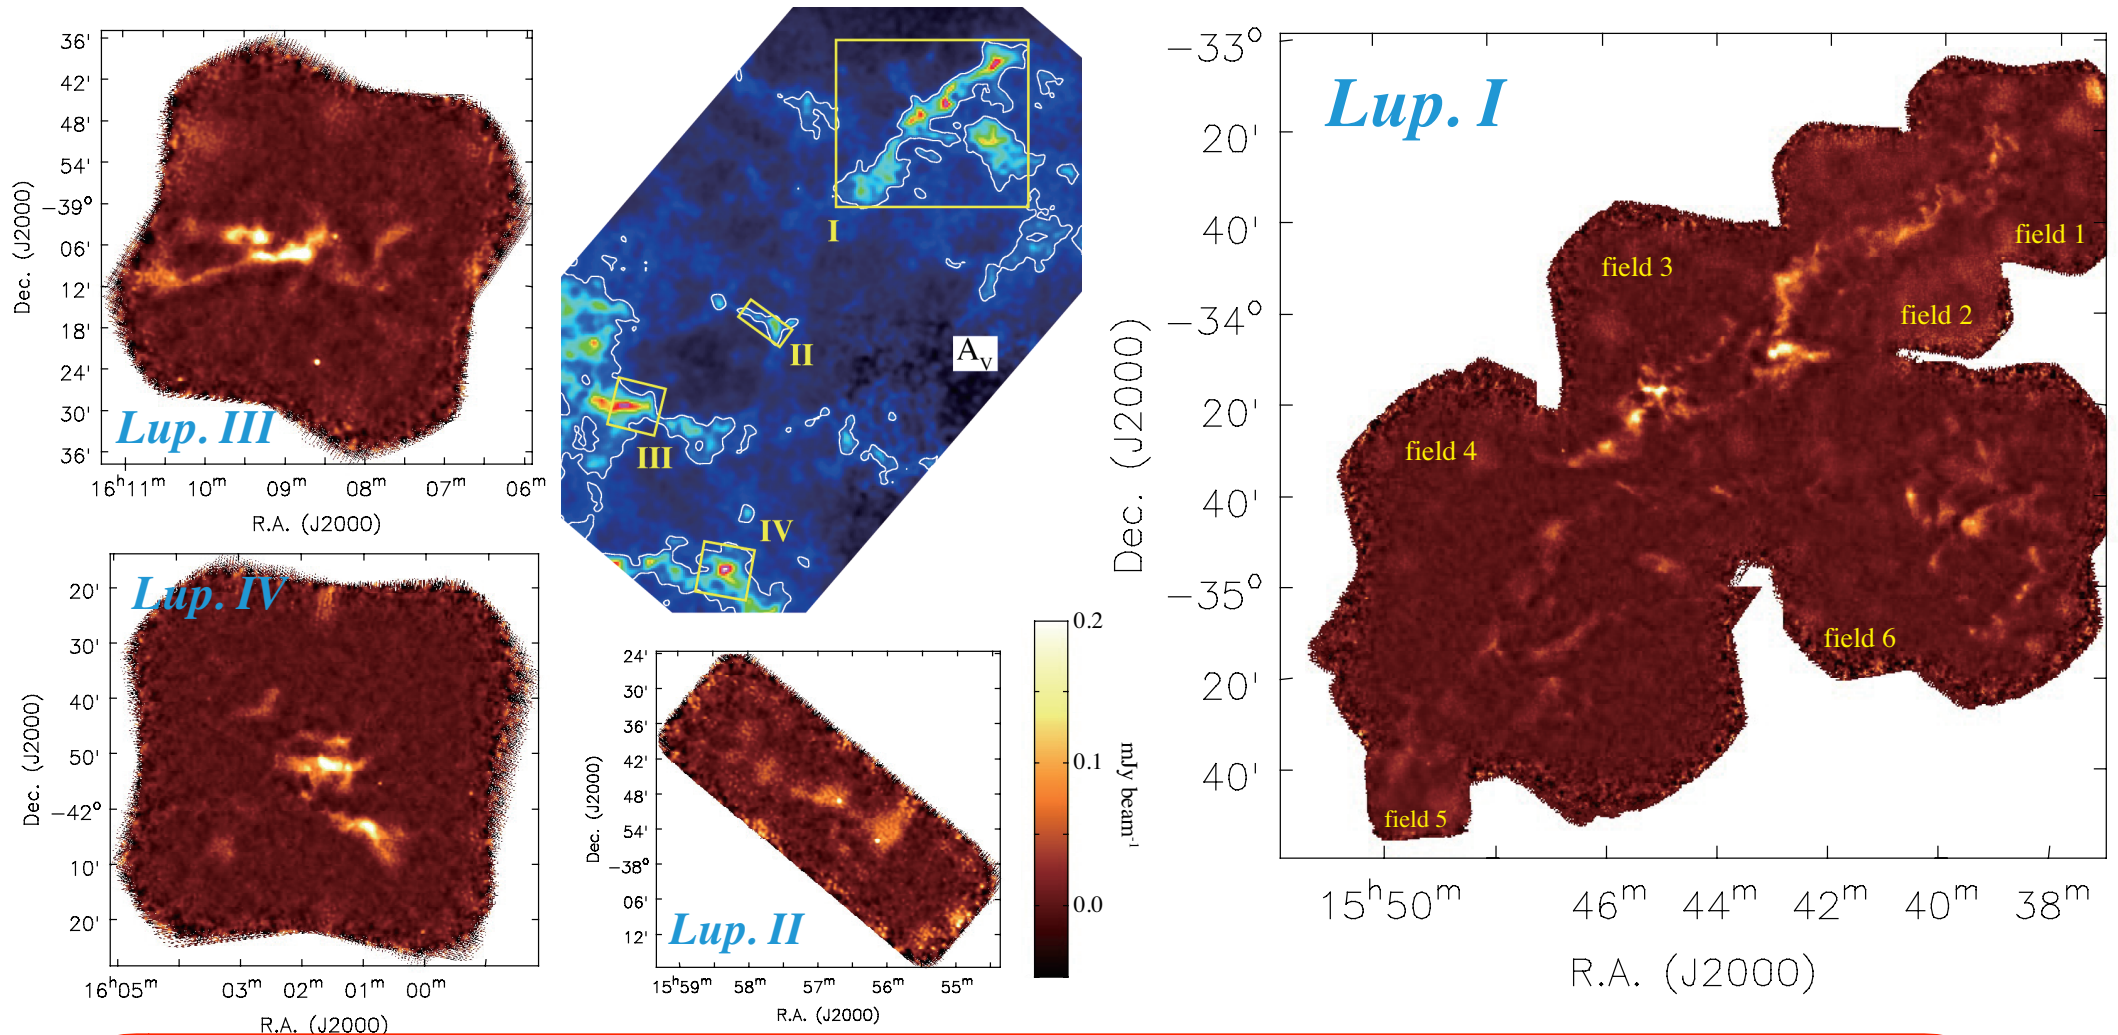 36'
42'
48'
54'
−39°
06'
12'
18'
24'
30'
36'
Dec. (J2000)
Lup. III
16ʰ11ᵐ 10ᵐ 09ᵐ 08ᵐ 07ᵐ 06ᵐ
R.A. (J2000)
Lup. IV
20'
30'
40'
50'
−42°
10'
20'
Dec. (J2000)
16ʰ05ᵐ 03ᵐ 02ᵐ 01ᵐ 00ᵐ
R.A. (J2000)
I
II
A_V
III
IV
24'
30'
36'
42'
48'
54'
−38°
06'
12'
Dec. (J2000)
Lup. II
15ʰ59ᵐ 58ᵐ 57ᵐ 56ᵐ 55ᵐ
R.A. (J2000)
0.2
0.1
0.0
mJy beam⁻¹
Lup. I
−33°
20'
40'
−34°
20'
40'
−35°
20'
40'
Dec. (J2000)
field 1
field 3
field 2
field 4
field 6
field 5
15ʰ50ᵐ 46ᵐ 44ᵐ 42ᵐ 40ᵐ 38ᵐ
R.A. (J2000)